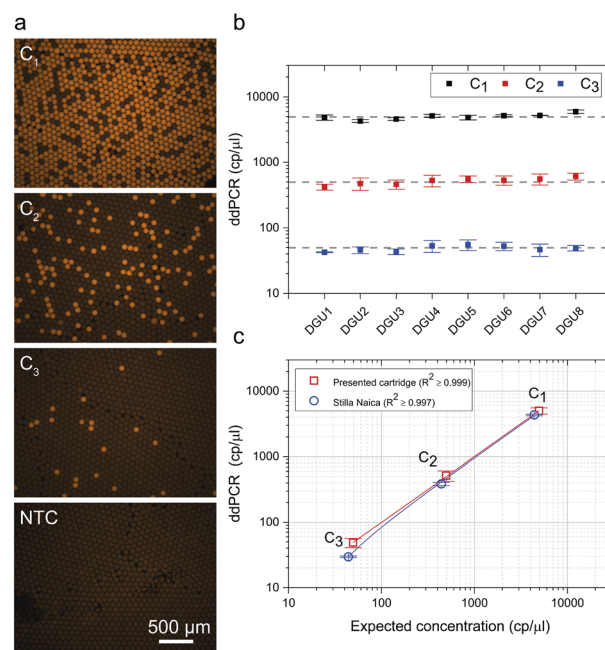 a
C1
C2
C3
NTC
500 μm
b
C1 C2 C3
10000
1000
100
10
ddPCR (cp/μl)
DGU1 DGU2 DGU3 DGU4 DGU5 DGU6 DGU7 DGU8
c
Presented cartridge (R2 ≥ 0.999)
Stilla Naica (R2 ≥ 0.997)
C1
C2
C3
10000
1000
100
10
ddPCR (cp/μl)
10 100 1000 10000
Expected concentration (cp/μl)